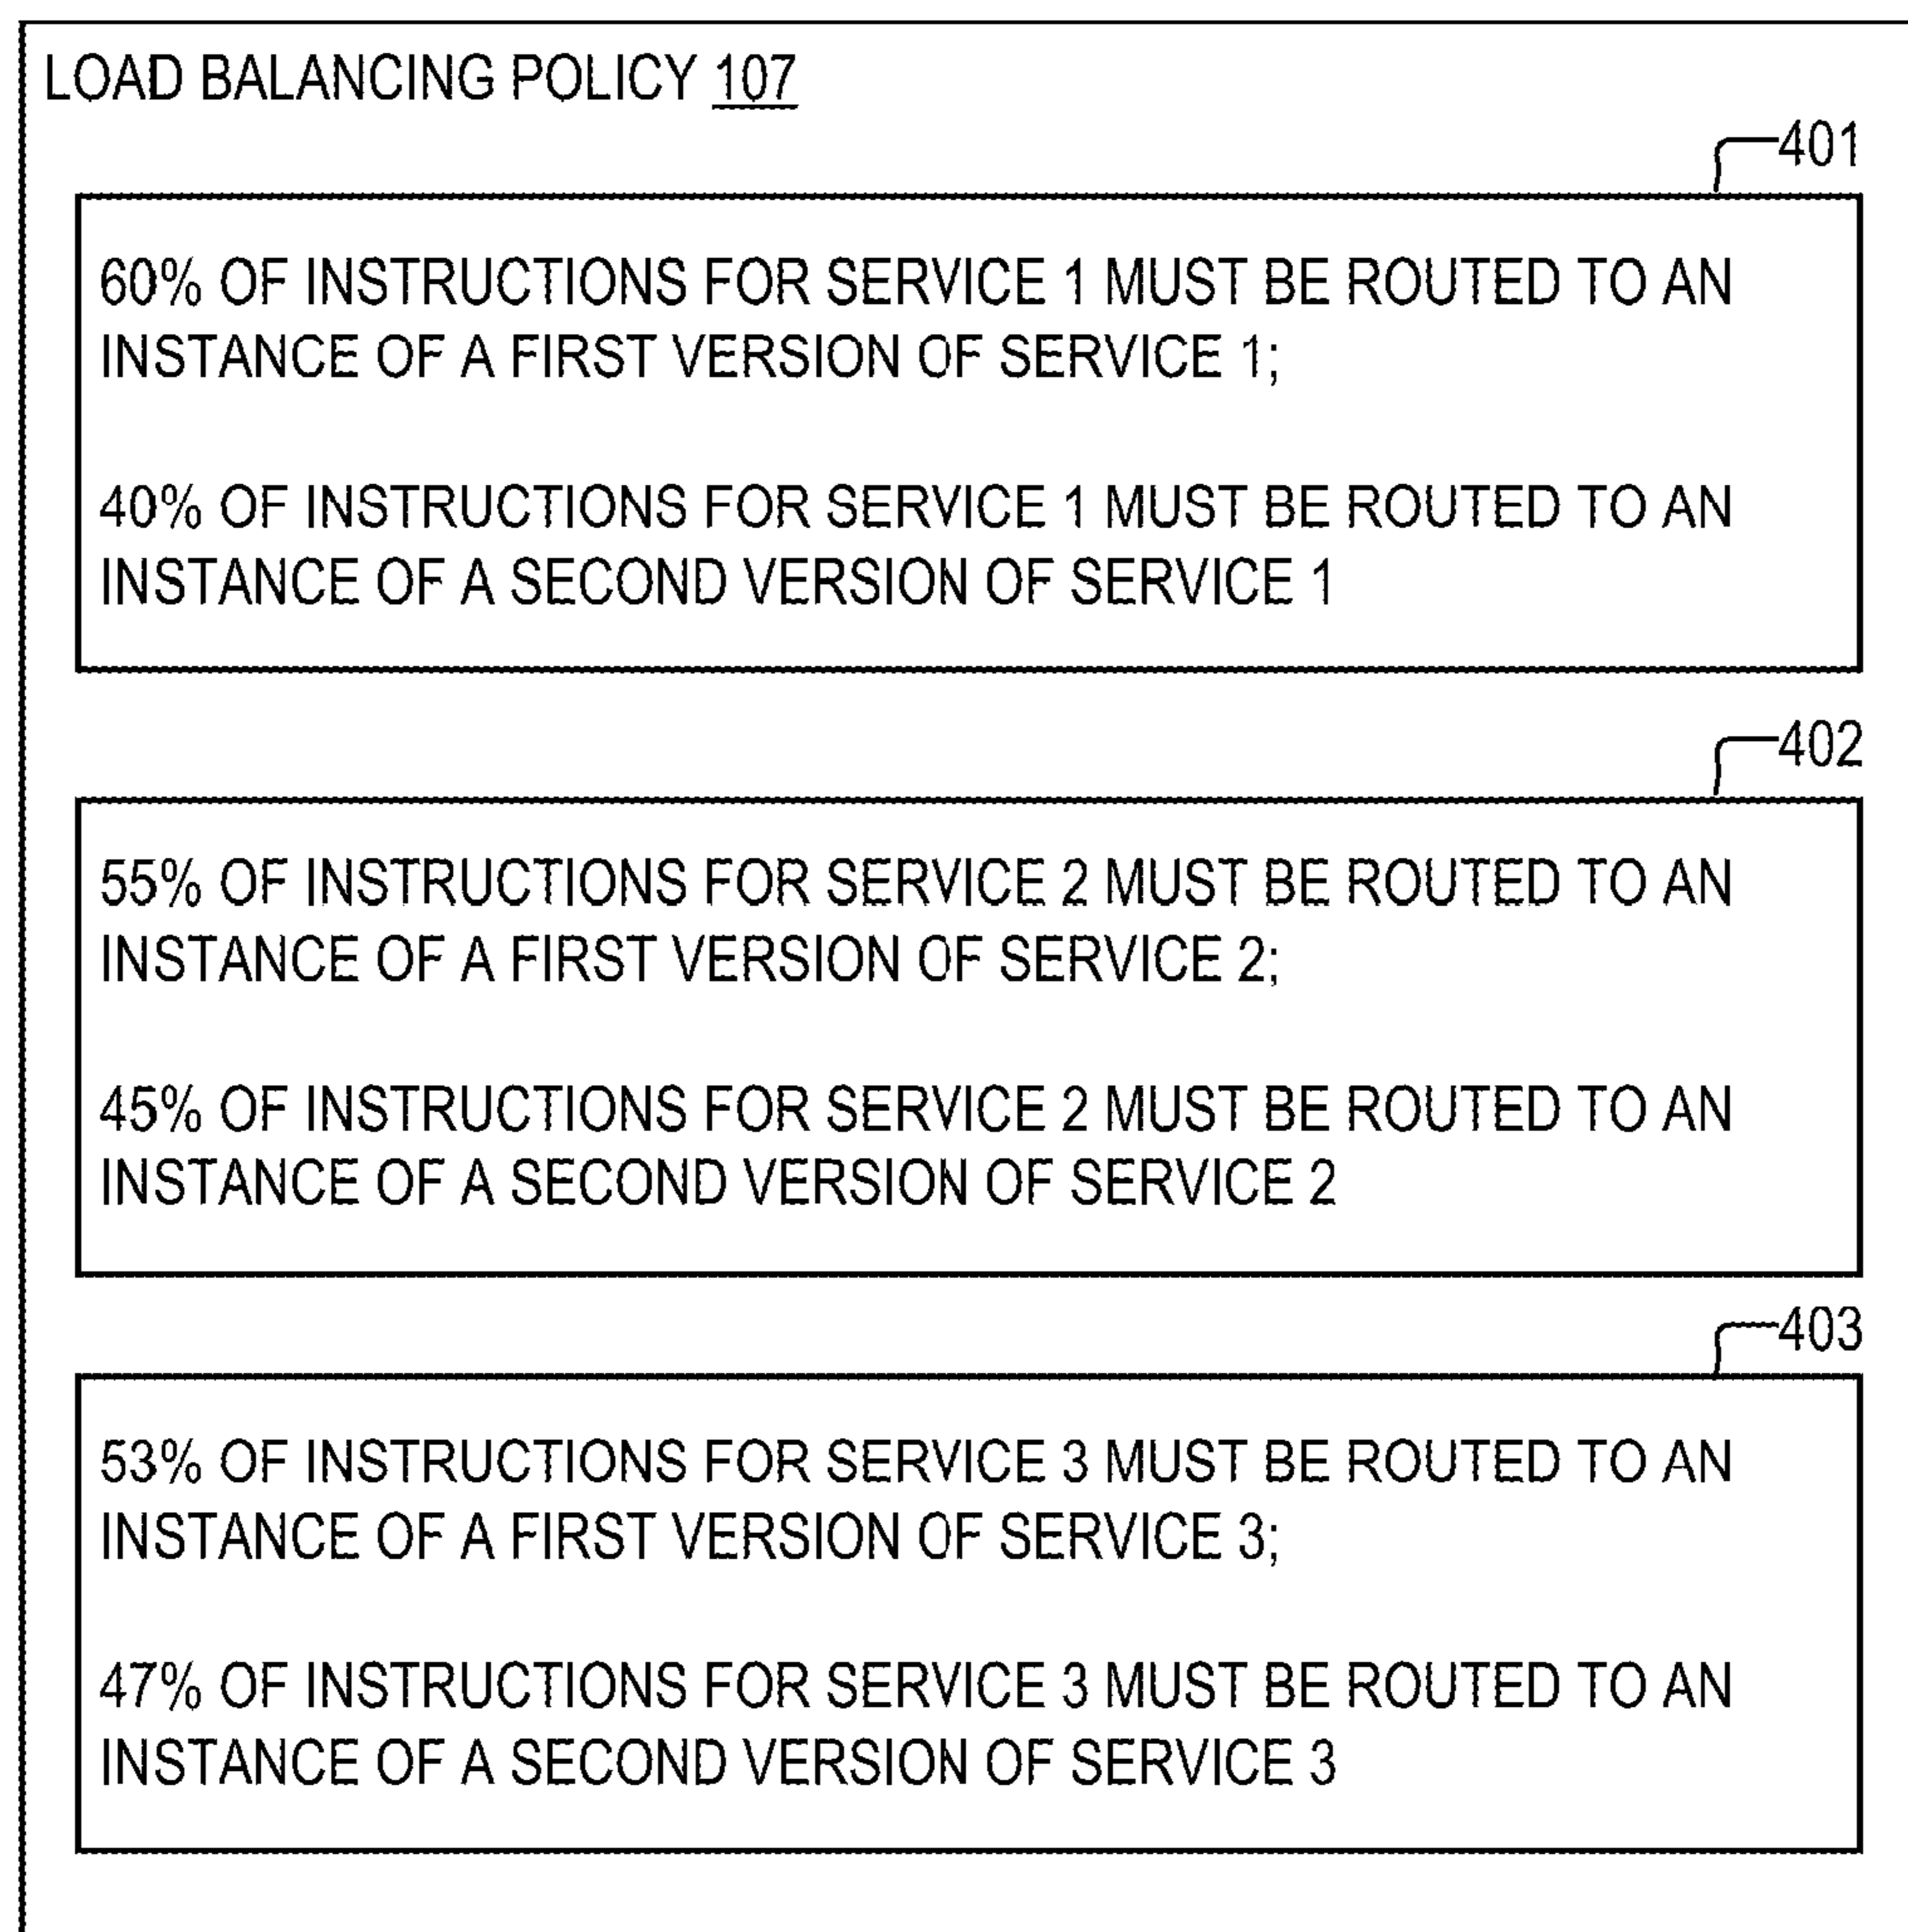 LOAD BALANCING POLICY 107
401
60% OF INSTRUCTIONS FOR SERVICE 1 MUST BE ROUTED TO AN
INSTANCE OF A FIRST VERSION OF SERVICE 1;
40% OF INSTRUCTIONS FOR SERVICE 1 MUST BE ROUTED TO AN
INSTANCE OF A SECOND VERSION OF SERVICE 1
402
55% OF INSTRUCTIONS FOR SERVICE 2 MUST BE ROUTED TO AN
INSTANCE OF A FIRST VERSION OF SERVICE 2;
45% OF INSTRUCTIONS FOR SERVICE 2 MUST BE ROUTED TO AN
INSTANCE OF A SECOND VERSION OF SERVICE 2
403
53% OF INSTRUCTIONS FOR SERVICE 3 MUST BE ROUTED TO AN
INSTANCE OF A FIRST VERSION OF SERVICE 3;
47% OF INSTRUCTIONS FOR SERVICE 3 MUST BE ROUTED TO AN
INSTANCE OF A SECOND VERSION OF SERVICE 3